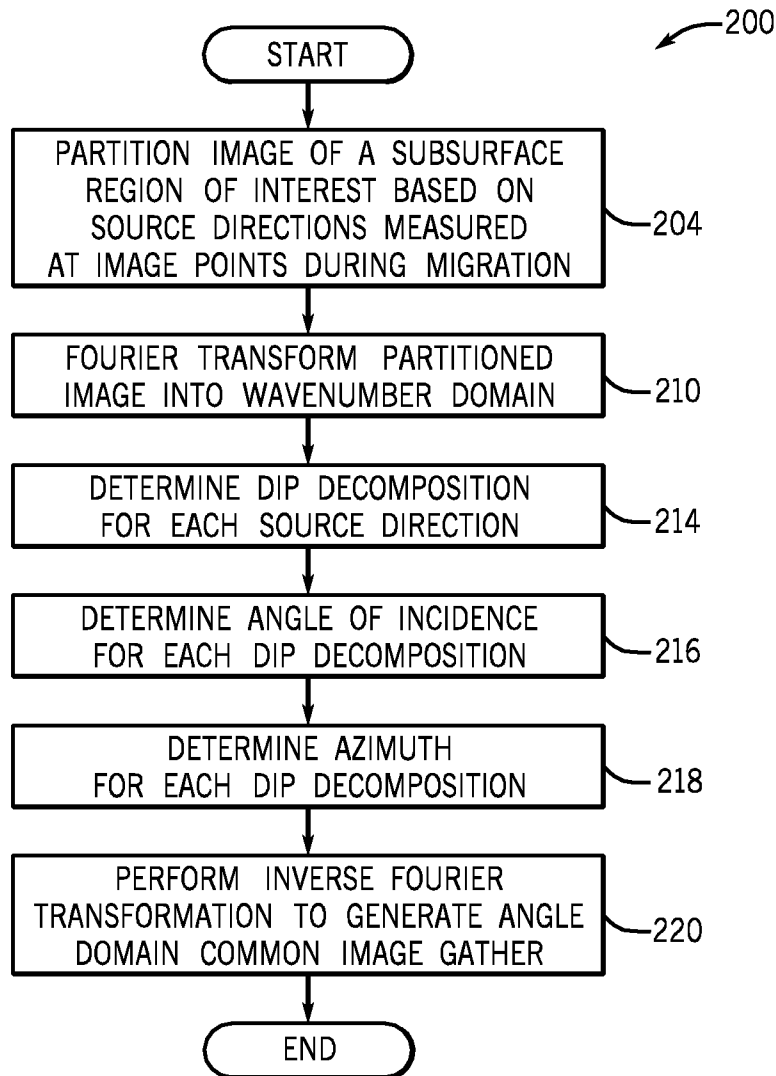 200
START
PARTITION IMAGE OF A SUBSURFACE
REGION OF INTEREST BASED ON
SOURCE DIRECTIONS MEASURED
AT IMAGE POINTS DURING MIGRATION
204
FOURIER TRANSFORM PARTITIONED
IMAGE INTO WAVENUMBER DOMAIN
210
DETERMINE DIP DECOMPOSITION
FOR EACH SOURCE DIRECTION
214
DETERMINE ANGLE OF INCIDENCE
FOR EACH DIP DECOMPOSITION
216
DETERMINE AZIMUTH
FOR EACH DIP DECOMPOSITION
218
PERFORM INVERSE FOURIER
TRANSFORMATION TO GENERATE ANGLE
DOMAIN COMMON IMAGE GATHER
220
END